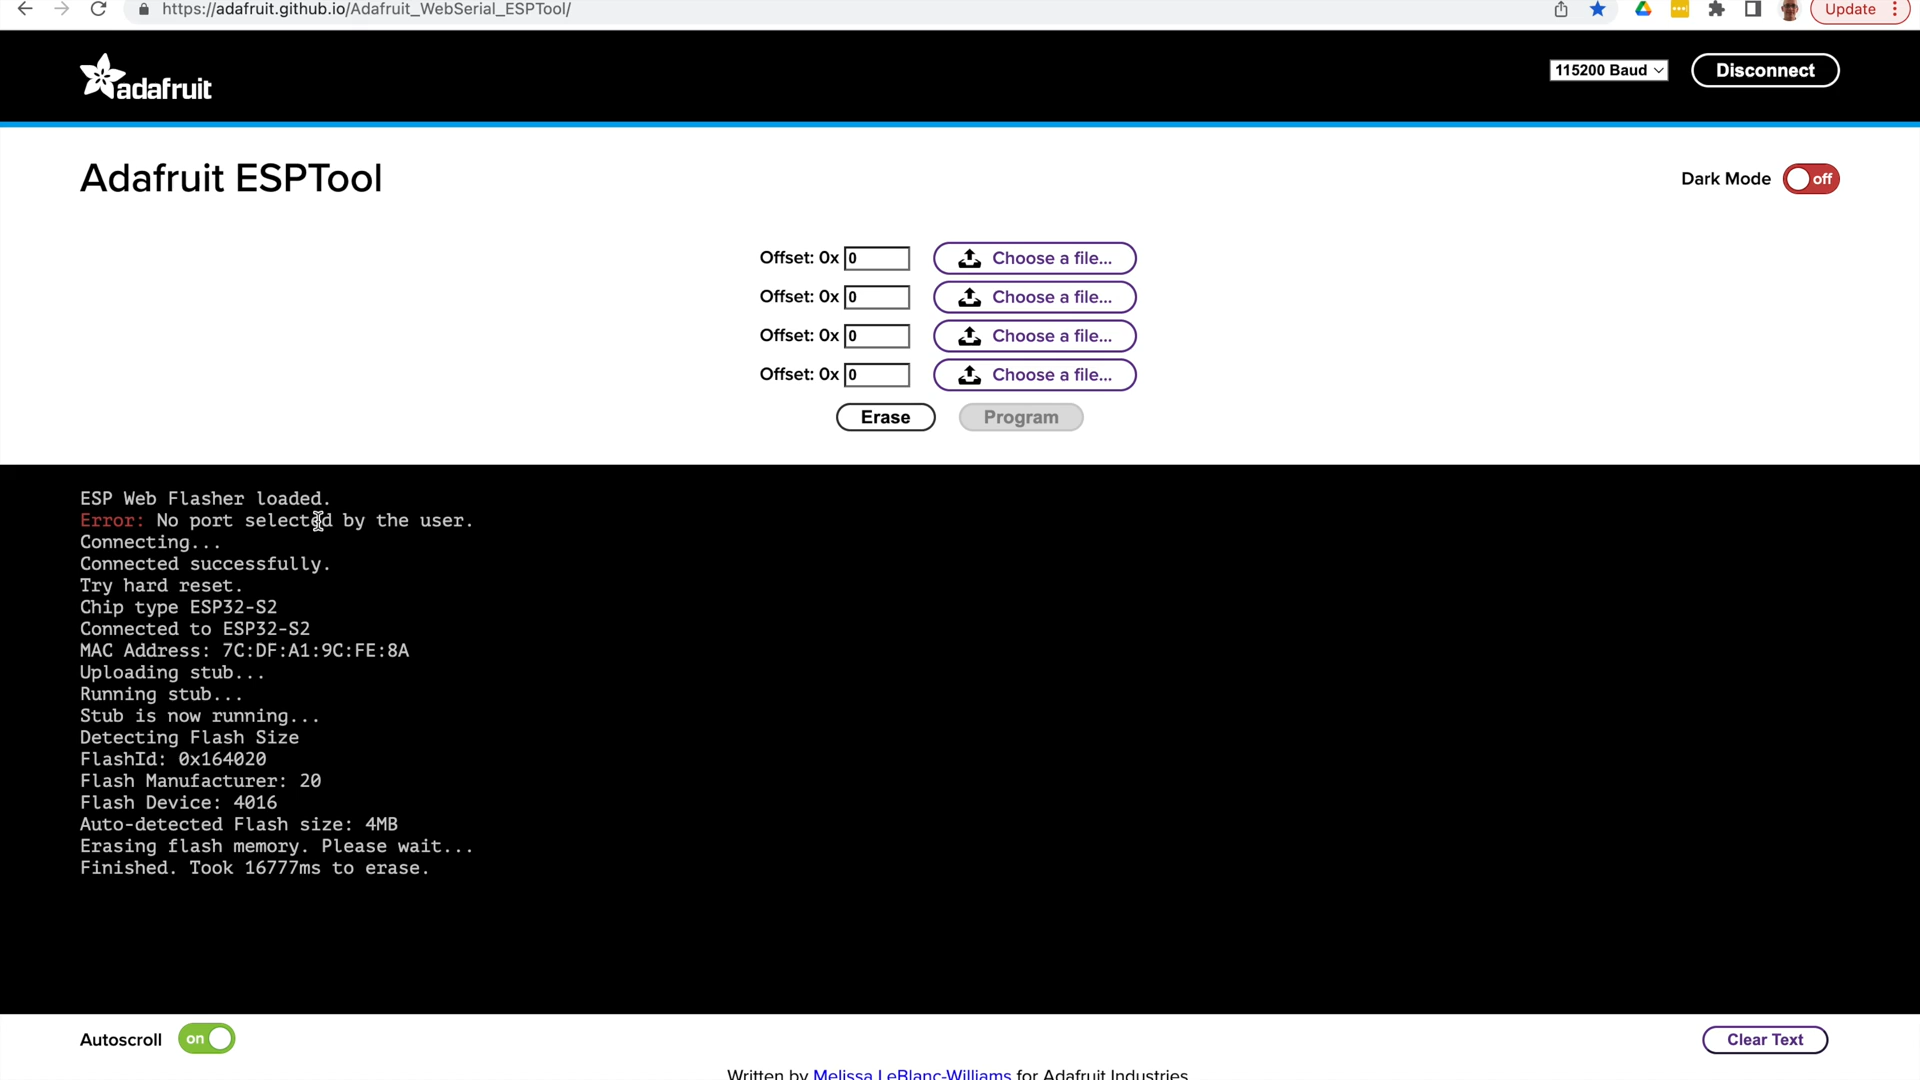 https://adafruit.github.io/Adafruit_WebSerial_ESPTool/
Update
adafruit
115200 Baud
Disconnect
Adafruit ESPTool
Dark Mode
off
Offset: 0x 0 Choose a file...
Offset: 0x 0 Choose a file...
Offset: 0x 0 Choose a file...
Offset: 0x 0 Choose a file...
Erase Program
ESP Web Flasher loaded.
Error: No port selected by the user.
Connecting...
Connected successfully.
Try hard reset.
Chip type ESP32-S2
Connected to ESP32-S2
MAC Address: 7C:DF:A1:9C:FE:8A
Uploading stub...
Running stub...
Stub is now running...
Detecting Flash Size
FlashId: 0x164020
Flash Manufacturer: 20
Flash Device: 4016
Auto-detected Flash size: 4MB
Erasing flash memory. Please wait...
Finished. Took 16777ms to erase.
Autoscroll on
Clear Text
Written by Melissa LeBlanc-Williams for Adafruit Industries